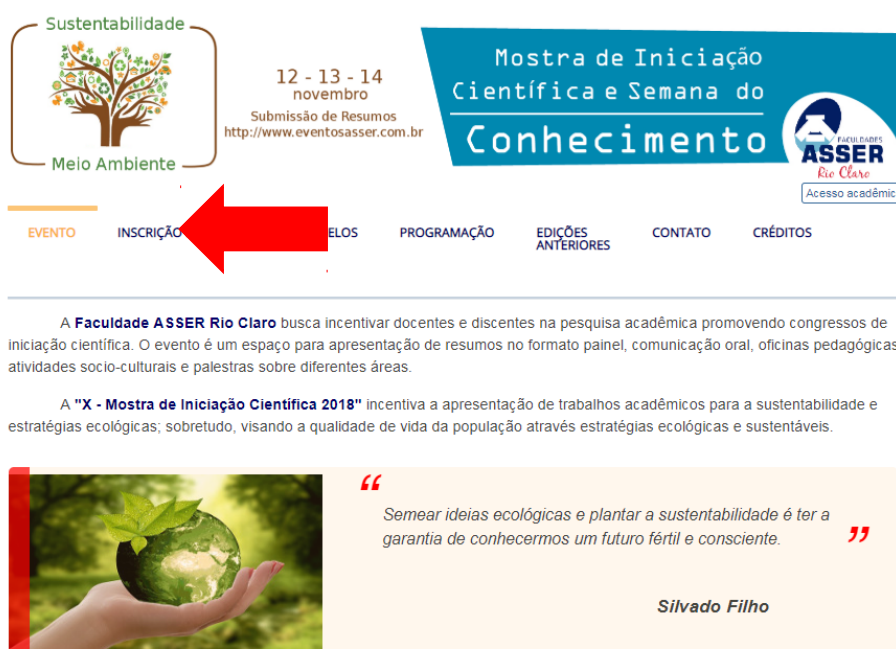 Sustentabilidade
Meio Ambiente
12 - 13 - 14
novembro
Submissão de Resumos
http://www.eventosasser.com.br
Mostra de Iniciação
Científica e Semana do
Conhecimento
FACULDADES
ASSER
Rio Claro
Acesso acadêmic
EVENTO INSCRIÇÃO ELOS PROGRAMAÇÃO EDIÇÕES ANTERIORES CONTATO CRÉDITOS
A Faculdade ASSER Rio Claro busca incentivar docentes e discentes na pesquisa acadêmica promovendo congressos de
iniciação científica. O evento é um espaço para apresentação de resumos no formato painel, comunicação oral, oficinas pedagógicas
atividades socio-culturais e palestras sobre diferentes áreas.
A "X - Mostra de Iniciação Científica 2018" incentiva a apresentação de trabalhos acadêmicos para a sustentabilidade e
estratégias ecológicas; sobretudo, visando a qualidade de vida da população através estratégias ecológicas e sustentáveis.
“ Semear ideias ecológicas e plantar a sustentabilidade é ter a
garantia de conhecermos um futuro fértil e consciente. ”
Silvado Filho